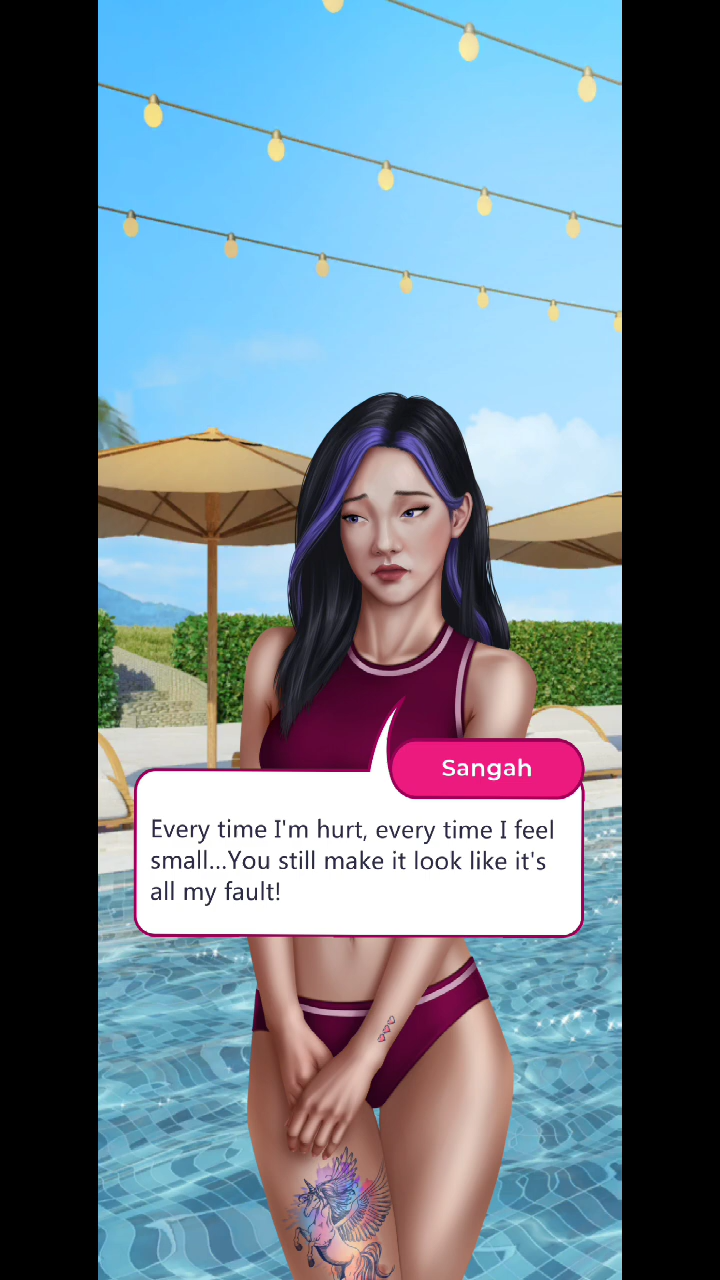 Sangah
Every time I'm hurt, every time I feel
small...You still make it look like it's
all my fault!